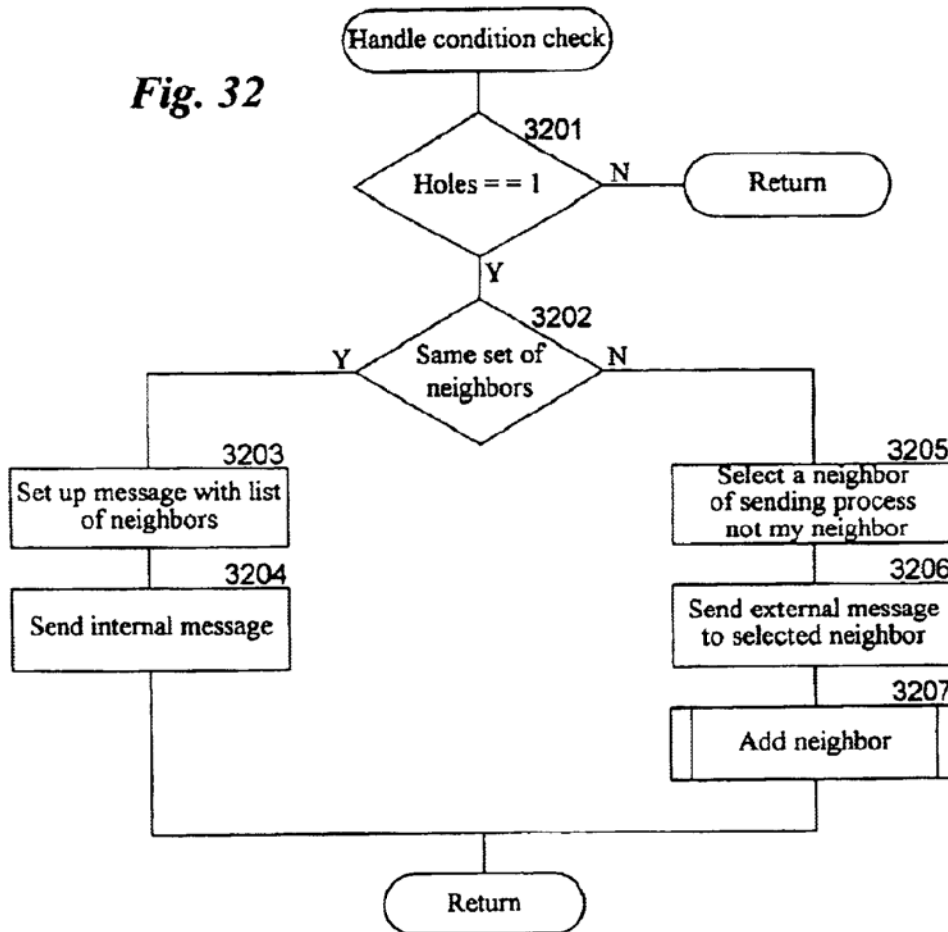 Handle condition check
Fig. 32
3201
Holes = = 1
N
Return
Y
3202
Same set of
neighbors
Y
N
3203
Set up message with list
of neighbors
3204
Send internal message
3205
Select a neighbor
of sending process
not my neighbor
3206
Send external message
to selected neighbor
3207
Add neighbor
Return